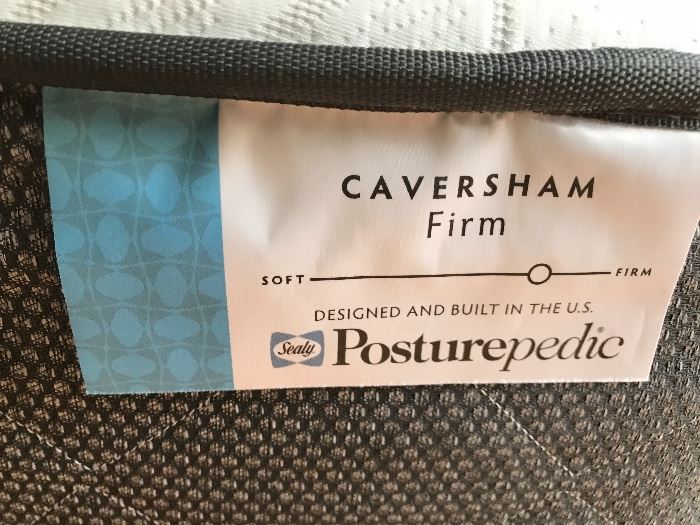 CAVERSHAM
Firm
SOFT FIRM
DESIGNED AND BUILT IN THE U.S.
Sealy Posturepedic